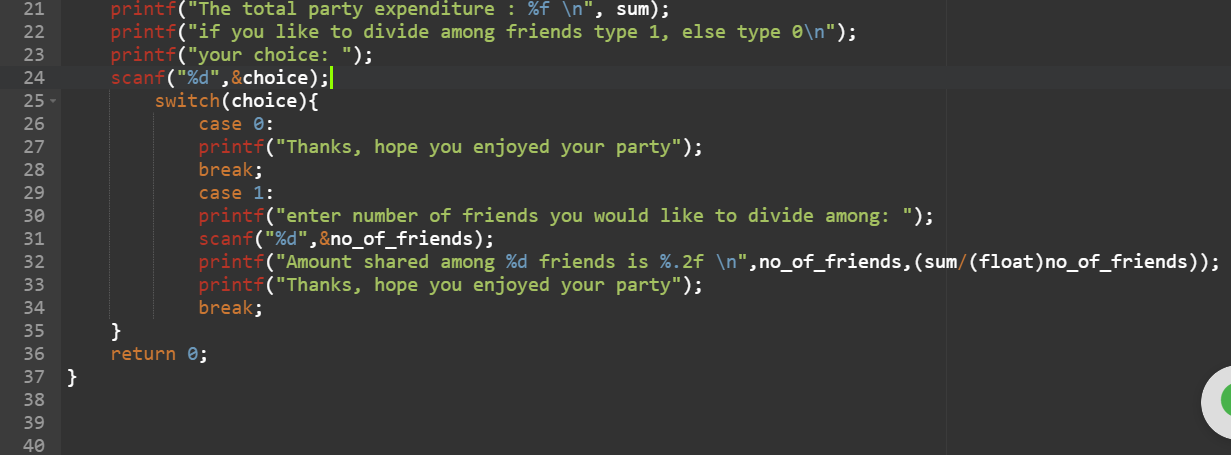 21 printf("The total party expenditure : %f \n", sum);
22 printf("if you like to divide among friends type 1, else type 0\n");
23 printf("your choice: ");
24 scanf("%d",&choice);
25 switch(choice){
26 case 0:
27 printf("Thanks, hope you enjoyed your party");
28 break;
29 case 1:
30 printf("enter number of friends you would like to divide among: ");
31 scanf("%d",&no_of_friends);
32 printf("Amount shared among %d friends is %.2f \n",no_of_friends,(sum/(float)no_of_friends));
33 printf("Thanks, hope you enjoyed your party");
34 break;
35 }
36 return 0;
37 }
38
39
40